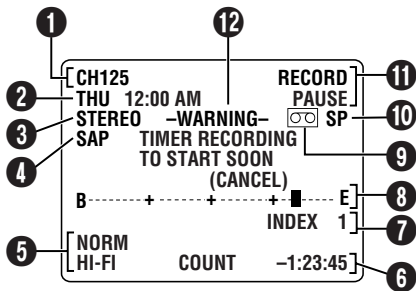 1 12
CH125 RECORD 11
2 THU 12:00 AM PAUSE
3 STEREO –WARNING– SP 10
4 SAP TIMER RECORDING 9
TO START SOON
(CANCEL)
B - - - - - - + - - - - - - + - - - - - - + - - ■ - - - - E 8
INDEX 1 7
5 NORM
HI-FI COUNT –1:23:45 6